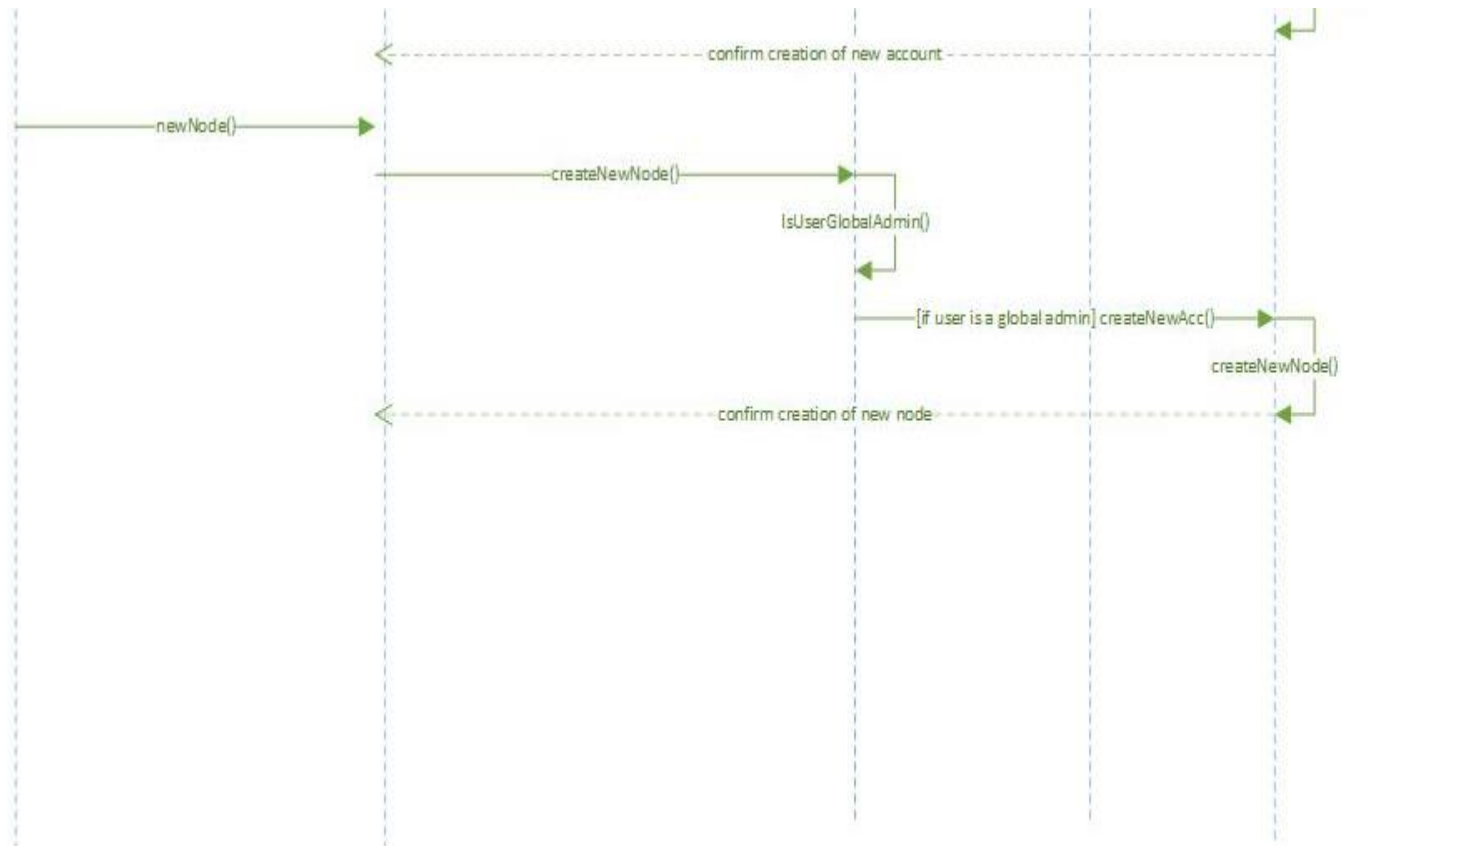 confirm creation of new account
newNode()
createNewNode()
IsUserGlobalAdmin()
[if user is a global admin] createNewAcc()
createNewNode()
confirm creation of new node